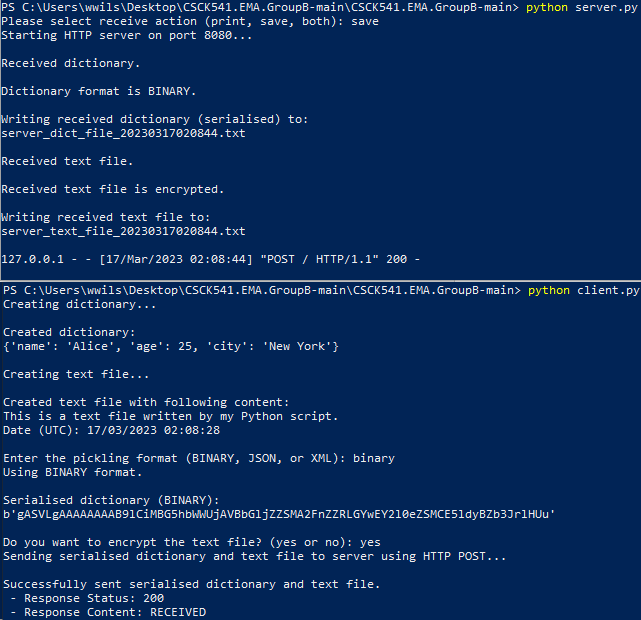 PS C:\Users\wwils\Desktop\CSCK541.EMA.GroupB-main\CSCK541.EMA.GroupB-main> python server.py
Please select receive action (print, save, both): save
Starting HTTP server on port 8080...
Received dictionary.
Dictionary format is BINARY.
Writing received dictionary (serialised) to:
server_dict_file_20230317020844.txt
Received text file.
Received text file is encrypted.
Writing received text file to:
server_text_file_20230317020844.txt
127.0.0.1 - - [17/Mar/2023 02:08:44] "POST / HTTP/1.1" 200 -
PS C:\Users\wwils\Desktop\CSCK541.EMA.GroupB-main\CSCK541.EMA.GroupB-main> python client.py
Creating dictionary...
Created dictionary:
{'name': 'Alice', 'age': 25, 'city': 'New York'}
Creating text file...
Created text file with following content:
This is a text file written by my Python script.
Date (UTC): 17/03/2023 02:08:28
Enter the pickling format (BINARY, JSON, or XML): binary
Using BINARY format.
Serialised dictionary (BINARY):
b'gASVLgAAAAAAAAB9lCiMBG5hbWWUjAVBbGljZZSMA2FnZZRLGYwEY2l0eZSMCE5ldyBZb3JrlHUu'
Do you want to encrypt the text file? (yes or no): yes
Sending serialised dictionary and text file to server using HTTP POST...
Successfully sent serialised dictionary and text file.
- Response Status: 200
- Response Content: RECEIVED